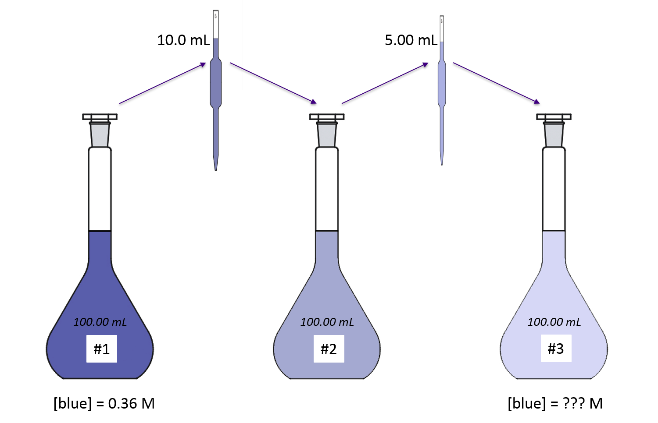 10.0 mL
5.00 mL
100.00 mL
#1
100.00 mL
#2
100.00 mL
#3
[blue] = 0.36 M
[blue] = ??? M